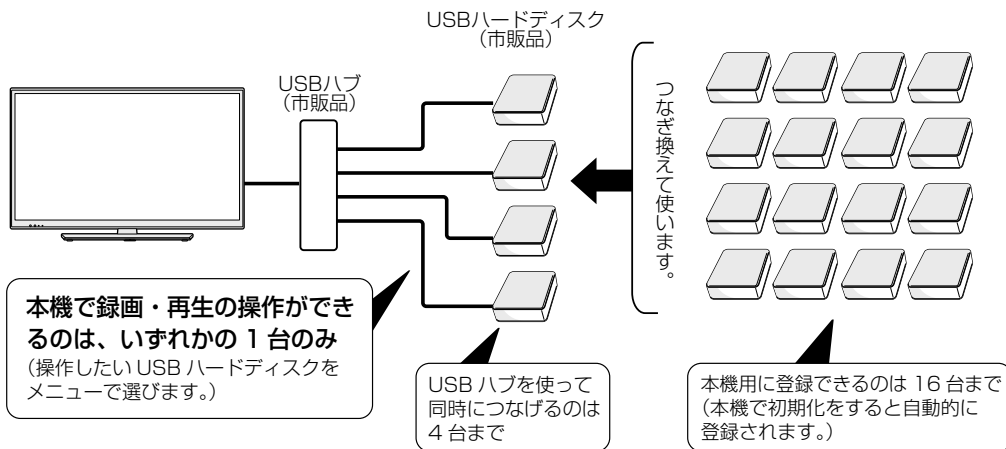 USBハードディスク
（市販品）
USBハブ
（市販品）
つなぎ換えて使います。
本機で録画・再生の操作ができ
るのは、いずれかの 1 台のみ
（操作したい USB ハードディスクを
メニューで選びます。）
USB ハブを使って
同時につなげるのは
4 台まで
本機用に登録できるのは 16 台まで
（本機で初期化をすると自動的に
登録されます。）